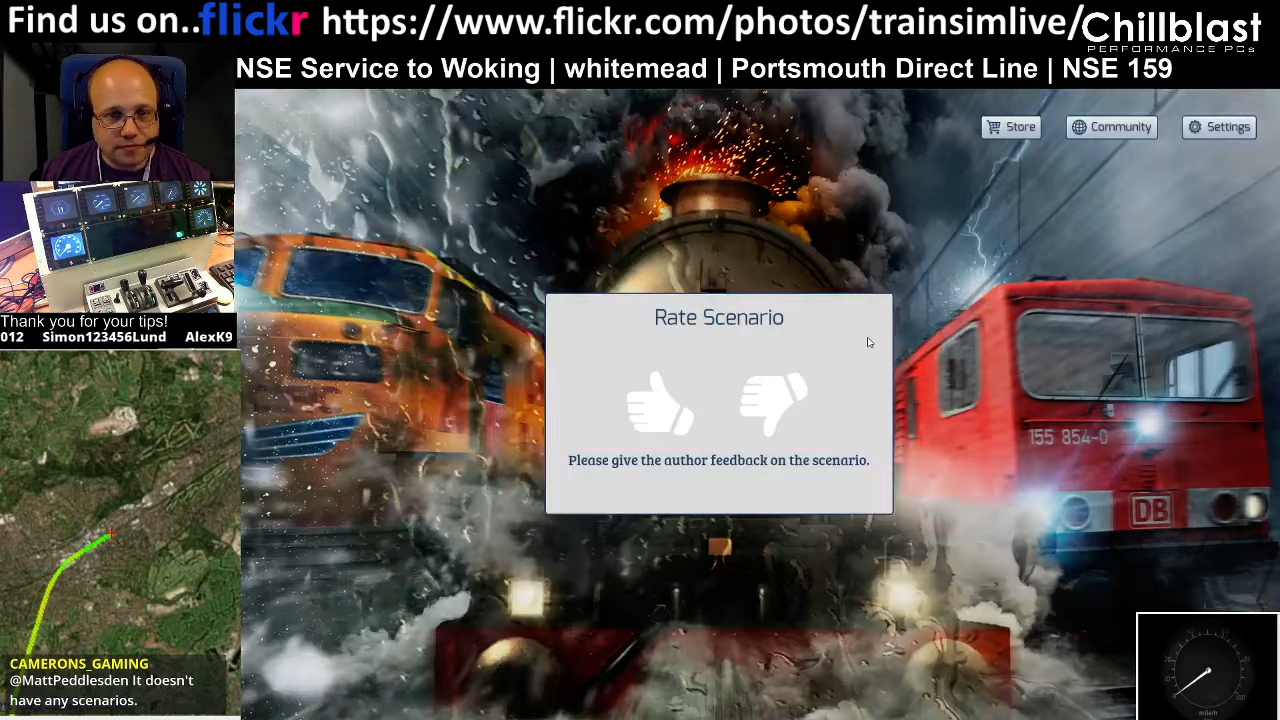 Find us on..flickr https://www.flickr.com/photos/trainsimlive/
Chillblast
PERFORMANCE PCs
NSE Service to Woking | whitemead | Portsmouth Direct Line | NSE 159
Store
Community
Settings
Rate Scenario
Please give the author feedback on the scenario.
155 854-0
DB
Thank you for your tips!
012 Simon123456Lund AlexK9
CAMERONS_GAMING
@MattPeddlesden It doesn't
have any scenarios.